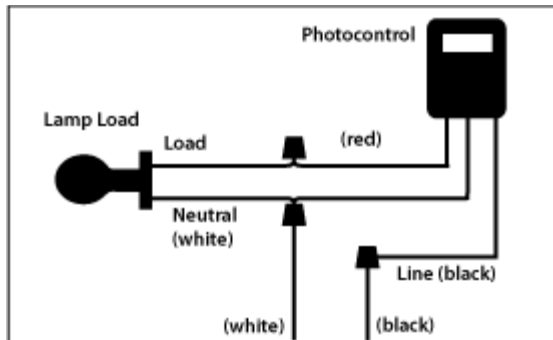 Photocontrol
Lamp Load
Load
(red)
Neutral
(white)
Line (black)
(white)
(black)